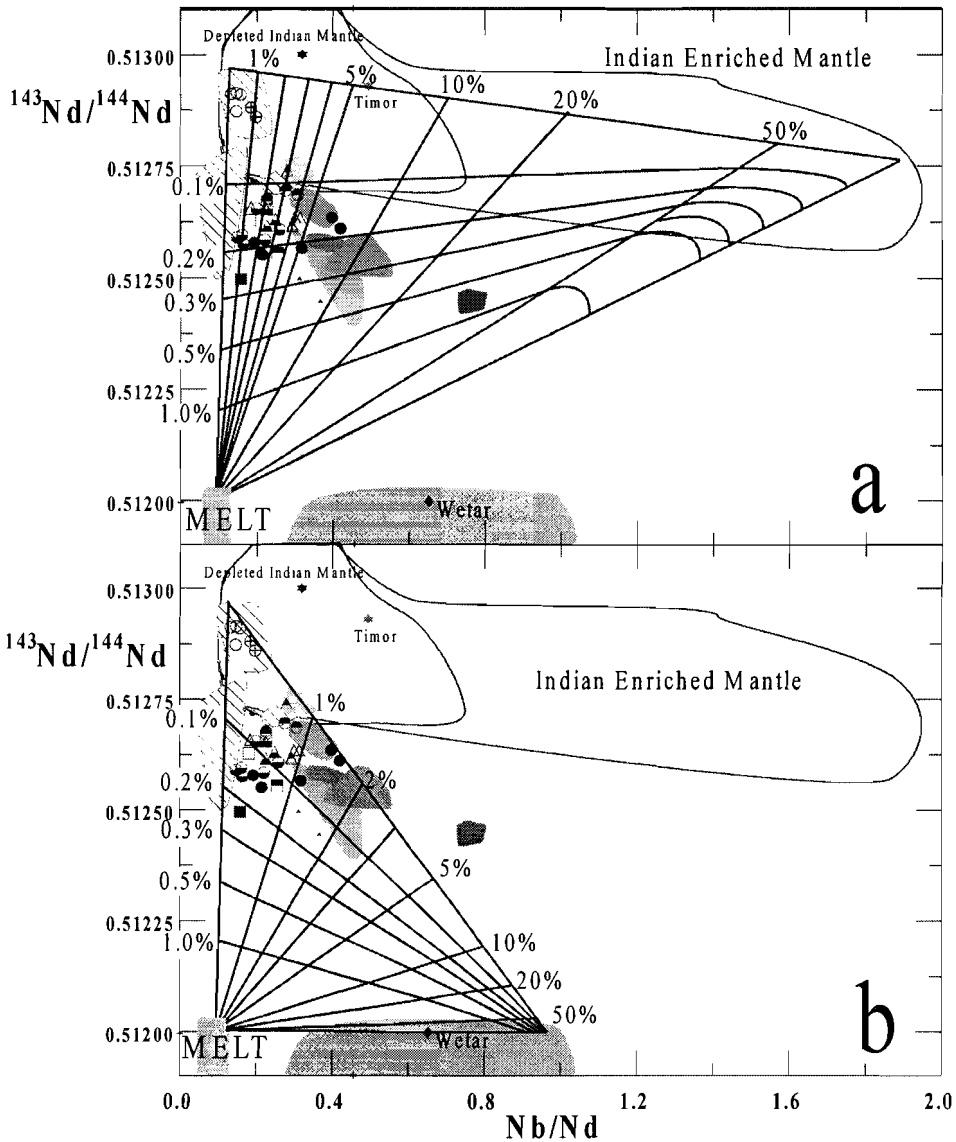 Depleted Indian Mantle
Indian Enriched Mantle
Timor
¹⁴³Nd/¹⁴⁴Nd
0.51300
0.51275
0.51250
0.51225
0.51200
1%
5%
10%
20%
50%
0.1%
0.2%
0.3%
0.5%
1.0%
MELT
Wetar
a
Depleted Indian Mantle
Timor
Indian Enriched Mantle
¹⁴³Nd/¹⁴⁴Nd
0.51300
0.51275
0.51250
0.51225
0.51200
0.1%
0.2%
0.3%
0.5%
1.0%
1%
2%
5%
10%
20%
50%
MELT
Wetar
b
0.0 0.4 0.8 1.2 1.6 2.0
Nb/Nd